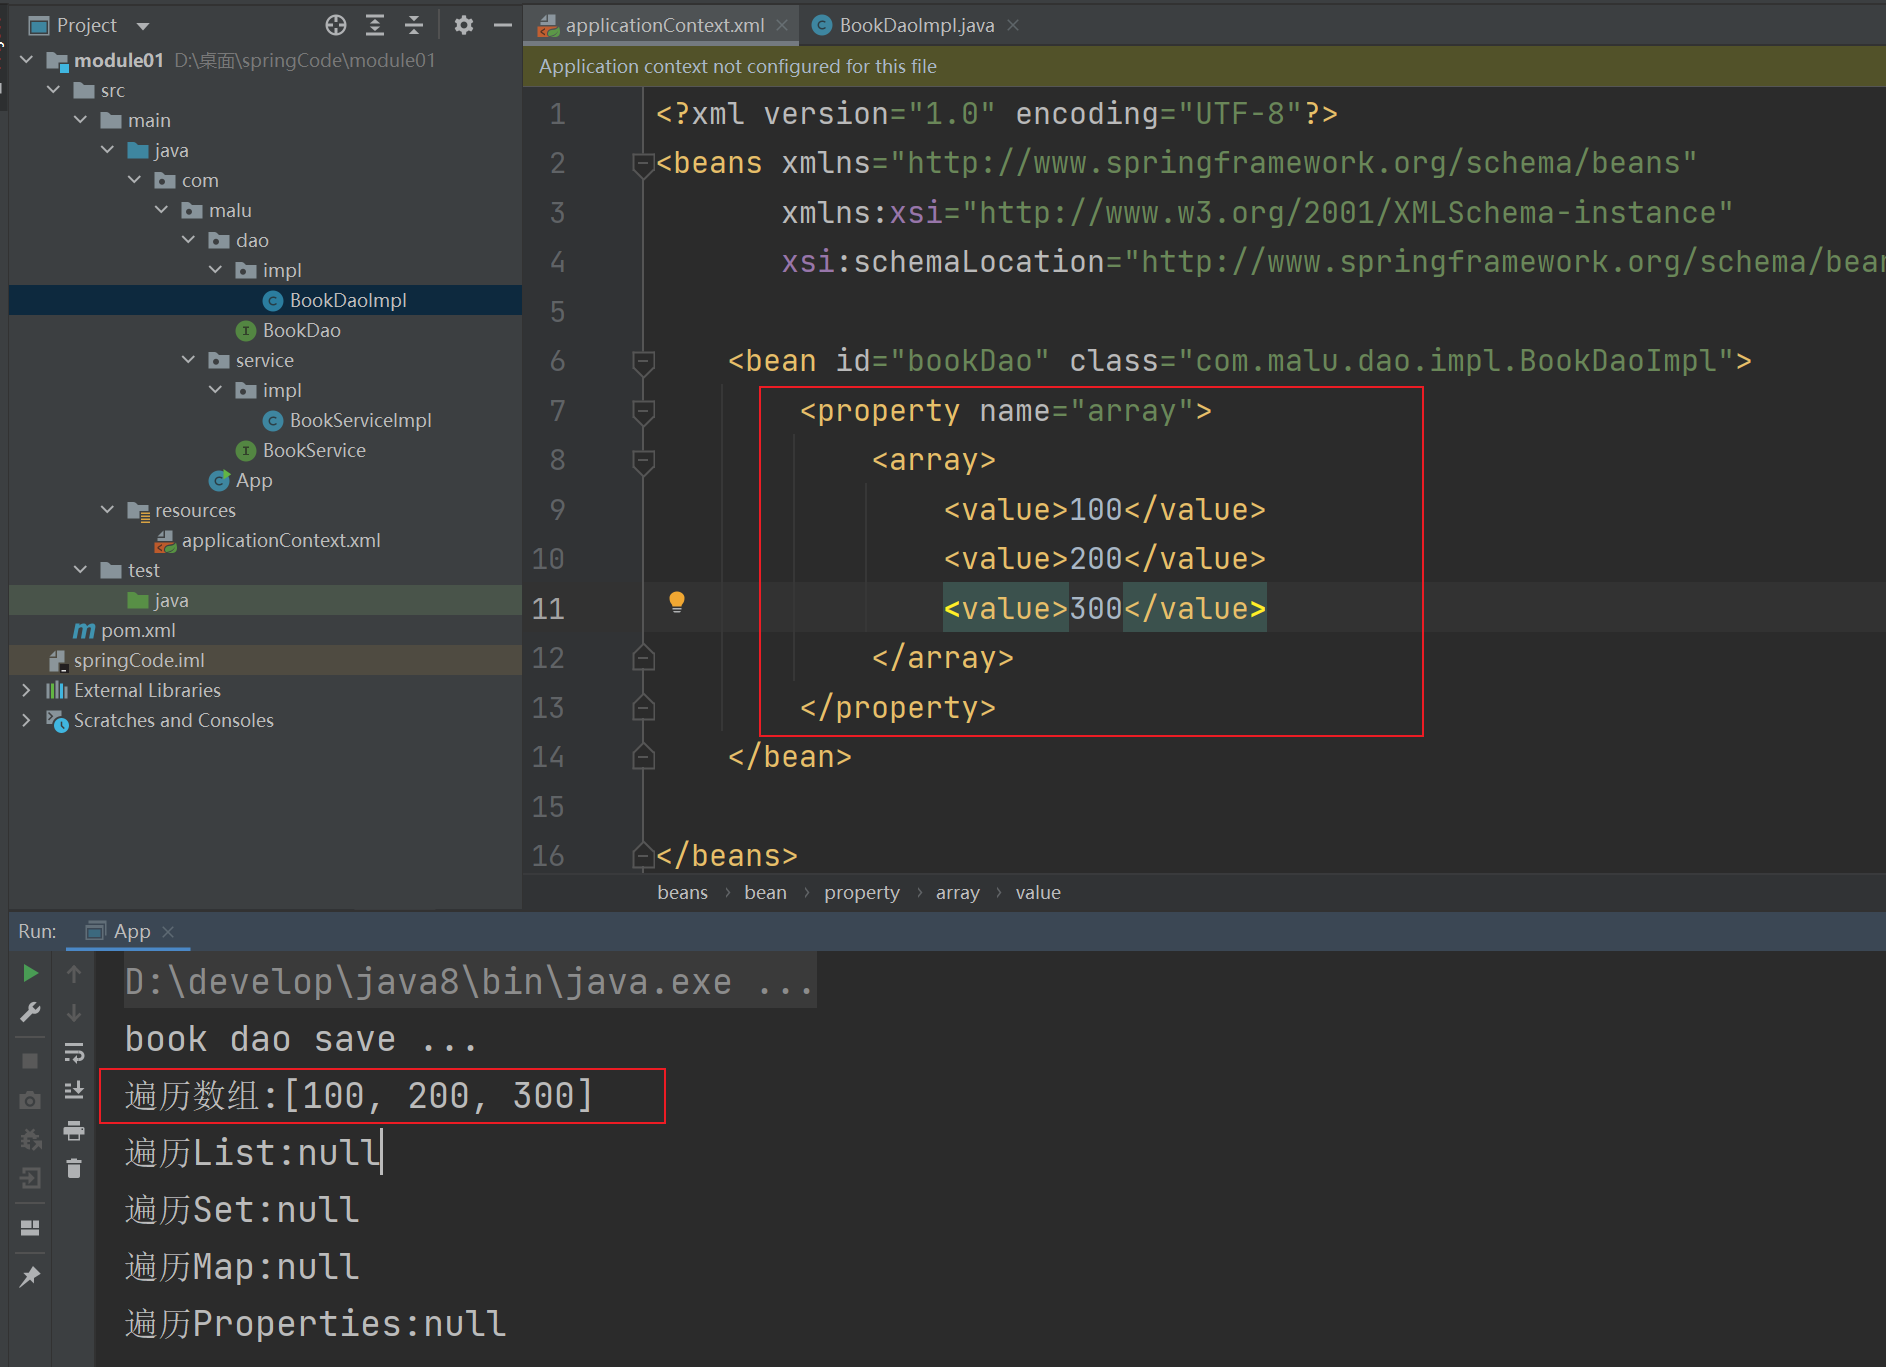 Project
module01 D:\桌面\springCode\module01
src
main
java
com
malu
dao
impl
BookDaoImpl
BookDao
service
impl
BookServiceImpl
BookService
App
resources
applicationContext.xml
test
java
pom.xml
springCode.iml
External Libraries
Scratches and Consoles
applicationContext.xml
BookDaoImpl.java
Application context not configured for this file
1 <?xml version="1.0" encoding="UTF-8"?>
2 <beans xmlns="http://www.springframework.org/schema/beans"
3 xmlns:xsi="http://www.w3.org/2001/XMLSchema-instance"
4 xsi:schemaLocation="http://www.springframework.org/schema/bean
5
6 <bean id="bookDao" class="com.malu.dao.impl.BookDaoImpl">
7 <property name="array">
8 <array>
9 <value>100</value>
10 <value>200</value>
11 <value>300</value>
12 </array>
13 </property>
14 </bean>
15
16 </beans>
beans › bean › property › array › value
Run: App
D:\develop\java8\bin\java.exe ...
book dao save ...
遍历数组:[100, 200, 300]
遍历List:null
遍历Set:null
遍历Map:null
遍历Properties:null